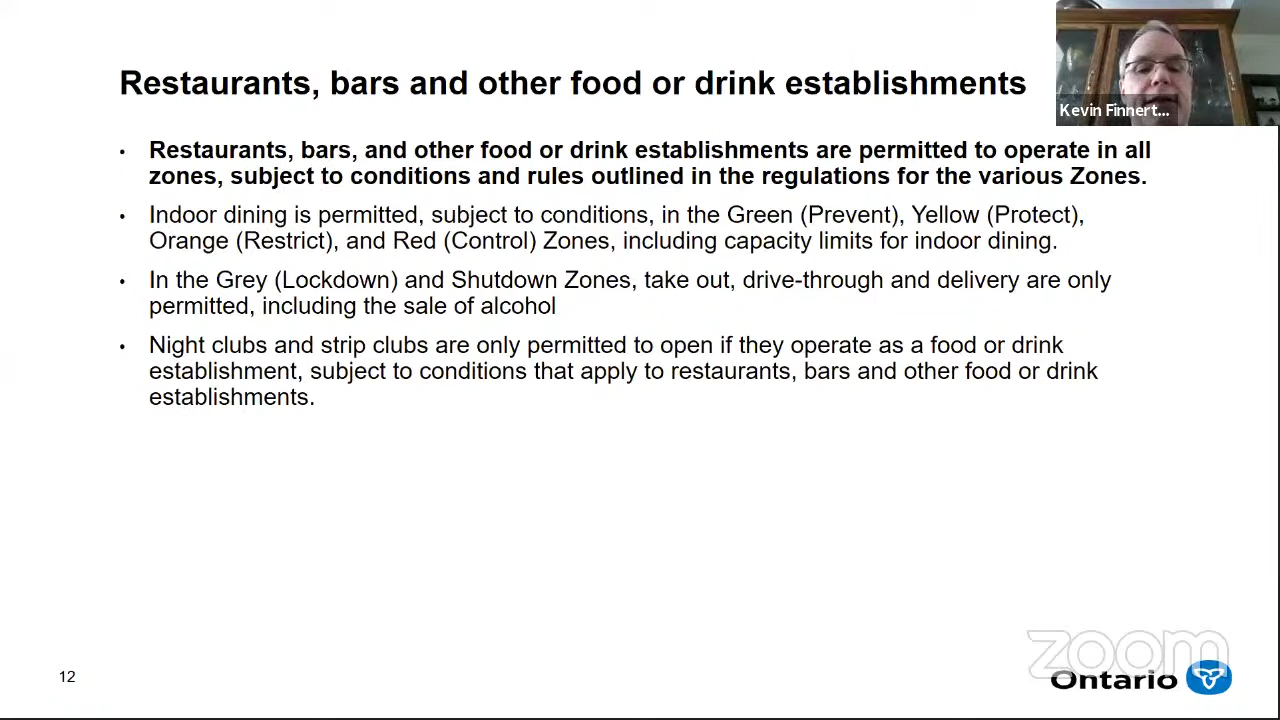 Restaurants, bars and other food or drink establishments
Kevin Finnert...
• Restaurants, bars, and other food or drink establishments are permitted to operate in all
zones, subject to conditions and rules outlined in the regulations for the various Zones.
• Indoor dining is permitted, subject to conditions, in the Green (Prevent), Yellow (Protect),
Orange (Restrict), and Red (Control) Zones, including capacity limits for indoor dining.
• In the Grey (Lockdown) and Shutdown Zones, take out, drive-through and delivery are only
permitted, including the sale of alcohol
• Night clubs and strip clubs are only permitted to open if they operate as a food or drink
establishment, subject to conditions that apply to restaurants, bars and other food or drink
establishments.
zoom
12
Ontario